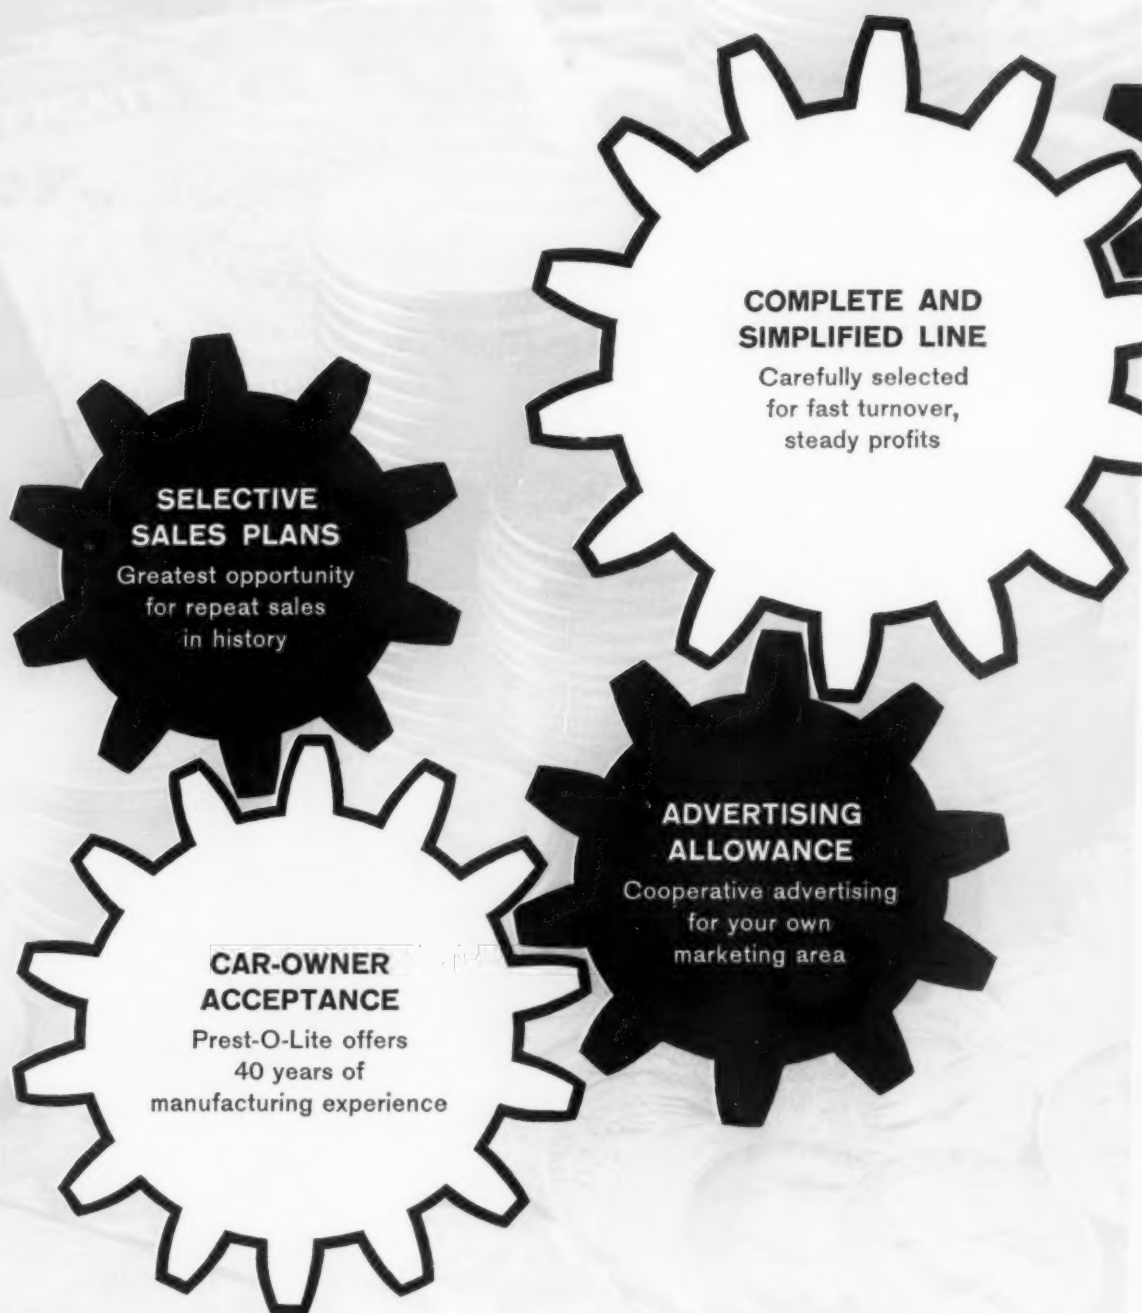 COMPLETE AND
SIMPLIFIED LINE
Carefully selected
for fast turnover,
steady profits
SELECTIVE
SALES PLANS
Greatest opportunity
for repeat sales
in history
ADVERTISING
ALLOWANCE
Cooperative advertising
for your own
marketing area
CAR-OWNER
ACCEPTANCE
Prest-O-Lite offers
40 years of
manufacturing experience